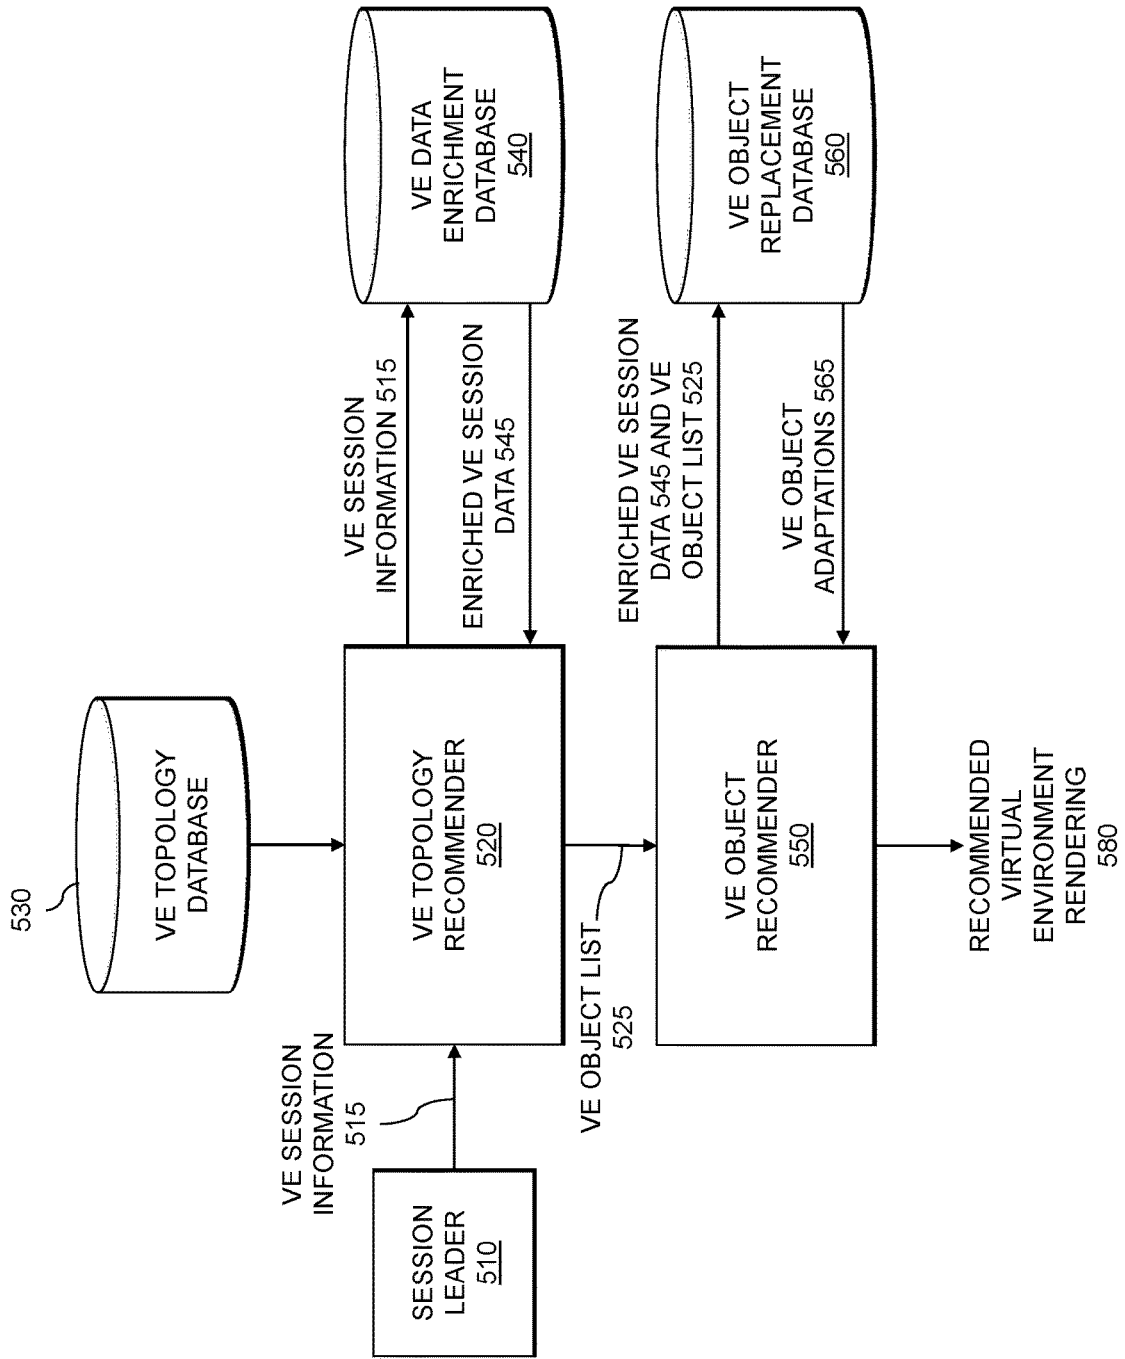 530
VE TOPOLOGY
DATABASE
VE SESSION
INFORMATION
515
SESSION
LEADER
510
VE TOPOLOGY
RECOMMENDER
520
VE SESSION
INFORMATION 515
ENRICHED VE SESSION
DATA 545
VE DATA
ENRICHMENT
DATABASE
540
VE OBJECT LIST
525
VE OBJECT
RECOMMENDER
550
ENRICHED VE SESSION
DATA 545 AND VE
OBJECT LIST 525
VE OBJECT
ADAPTATIONS 565
VE OBJECT
REPLACEMENT
DATABASE
560
RECOMMENDED
VIRTUAL
ENVIRONMENT
RENDERING
580